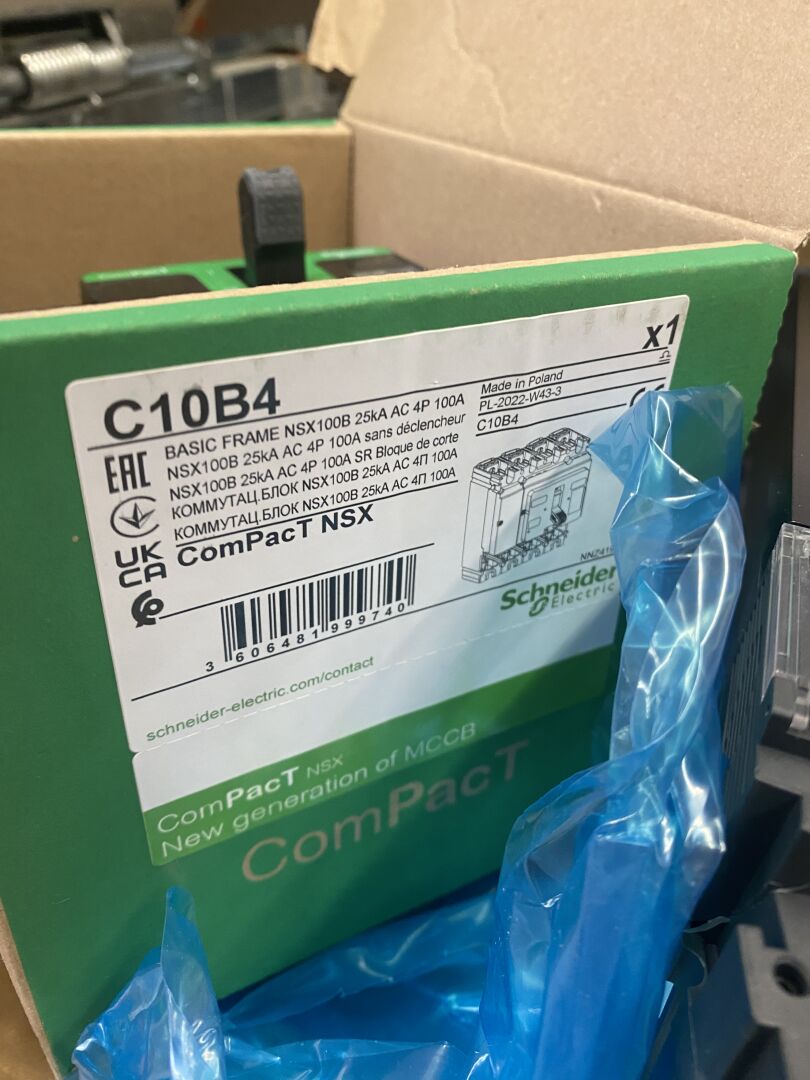 x1
C10B4
BASIC FRAME NSX100B 25kA AC 4P 100A
NSX100B 25kA AC 4P 100A sans déclencheur
NSX100B 25kA AC 4P 100A SR Bloque de corte
КОММУТАЦ.БЛОК NSX100B 25kA AC 4П 100A
КОММУТАЦ.БЛОК NSX100B 25kA AC 4П 100A
ComPacT NSX
Made in Poland
PL-2022-W43-3
C10B4
EAC
UK
CA
3 606481 999740
Schneider
Electric
schneider-electric.com/contact
ComPacT NSX
New generation of MCCB
ComPacT